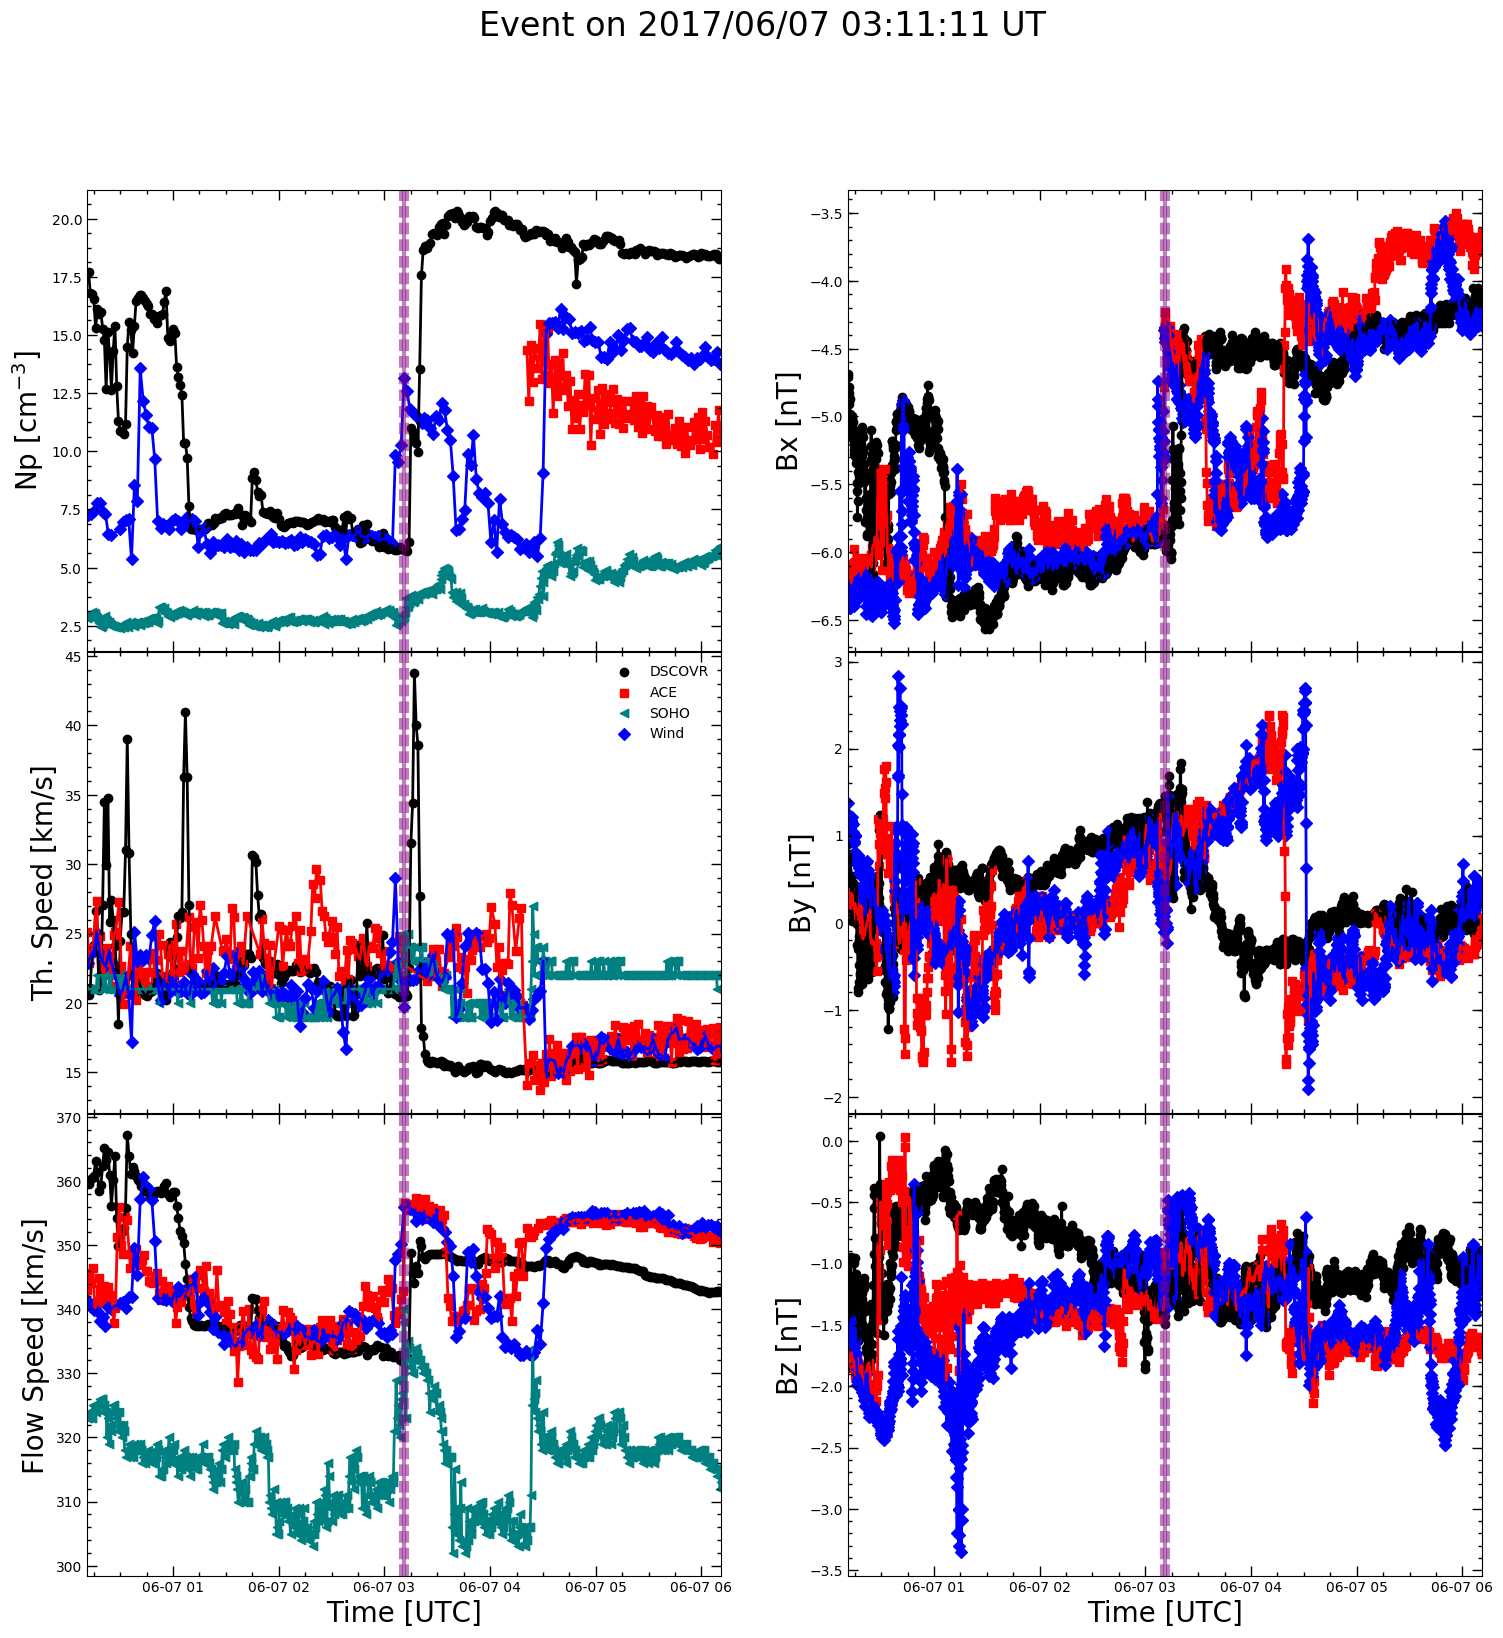 Event on 2017/06/07 03:11:11 UT
Np [cm⁻³]
20.0
17.5
15.0
12.5
10.0
7.5
5.0
2.5
Th. Speed [km/s]
45
40
35
30
25
20
15
DSCOVR
ACE
SOHO
Wind
Flow Speed [km/s]
370
360
350
340
330
320
310
300
06-07 01 06-07 02 06-07 03 06-07 04 06-07 05 06-07 06
Time [UTC]
Bx [nT]
−3.5
−4.0
−4.5
−5.0
−5.5
−6.0
−6.5
By [nT]
3
2
1
0
−1
−2
Bz [nT]
0.0
−0.5
−1.0
−1.5
−2.0
−2.5
−3.0
−3.5
06-07 01 06-07 02 06-07 03 06-07 04 06-07 05 06-07 06
Time [UTC]